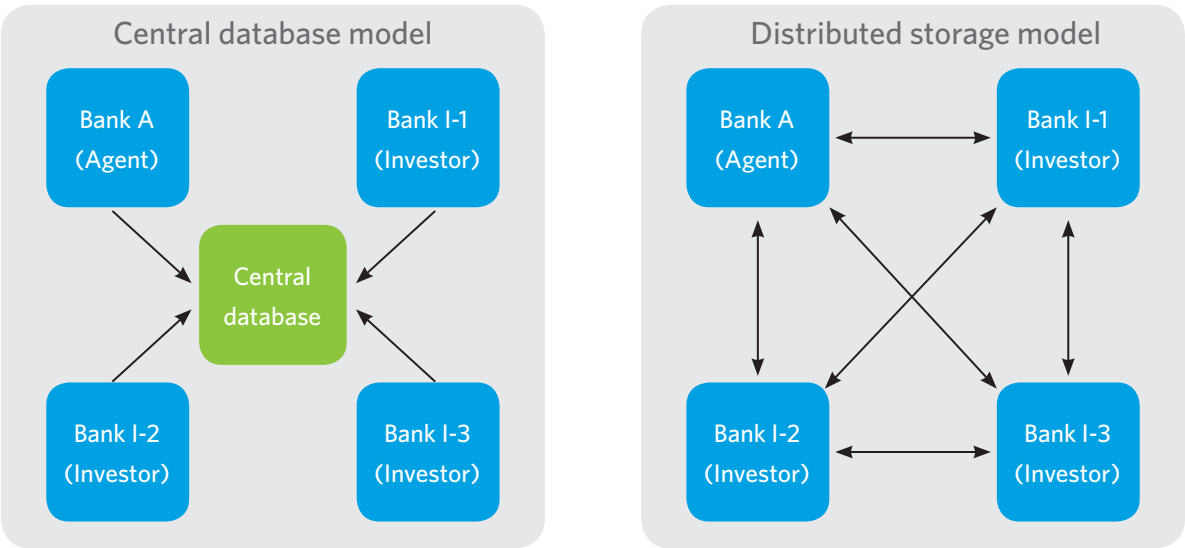 Central database model
Bank A
(Agent)
Bank I-1
(Investor)
Central
database
Bank I-2
(Investor)
Bank I-3
(Investor)
Distributed storage model
Bank A
(Agent)
Bank I-1
(Investor)
Bank I-2
(Investor)
Bank I-3
(Investor)